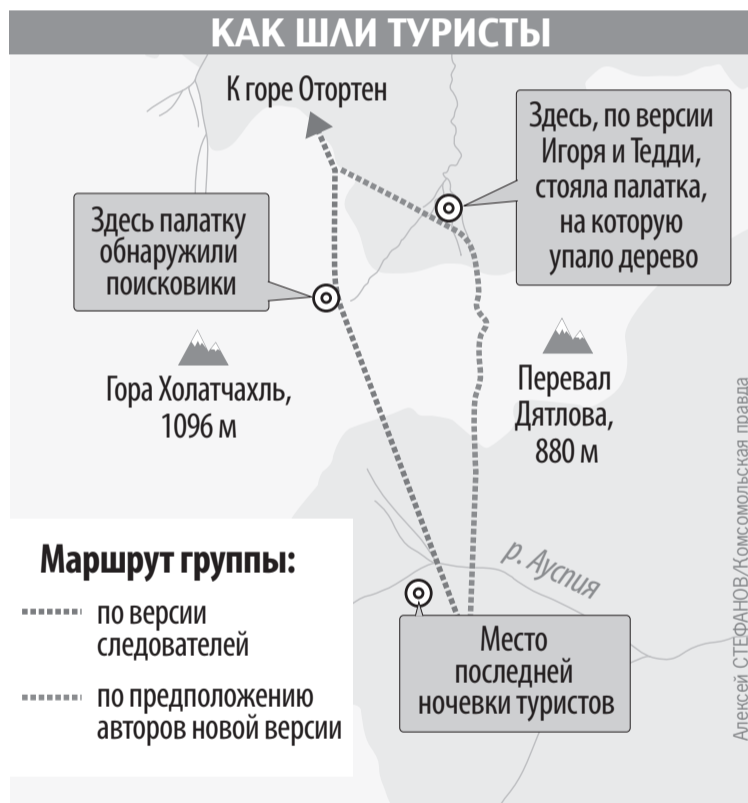 КАК ШЛИ ТУРИСТЫ
К горе Отортен
Здесь, по версии
Игоря и Тедди,
стояла палатка,
на которую
упало дерево
Здесь палатку
обнаружили
поисковики
Гора Холатчахль,
1096 м
Перевал
Дятлова,
880 м
Маршрут группы:
по версии
следователей
по предположению
авторов новой версии
р. Ауспия
Место
последней
ночевки туристов
Алексей СТЕФАНОВ/Комсомольская правда